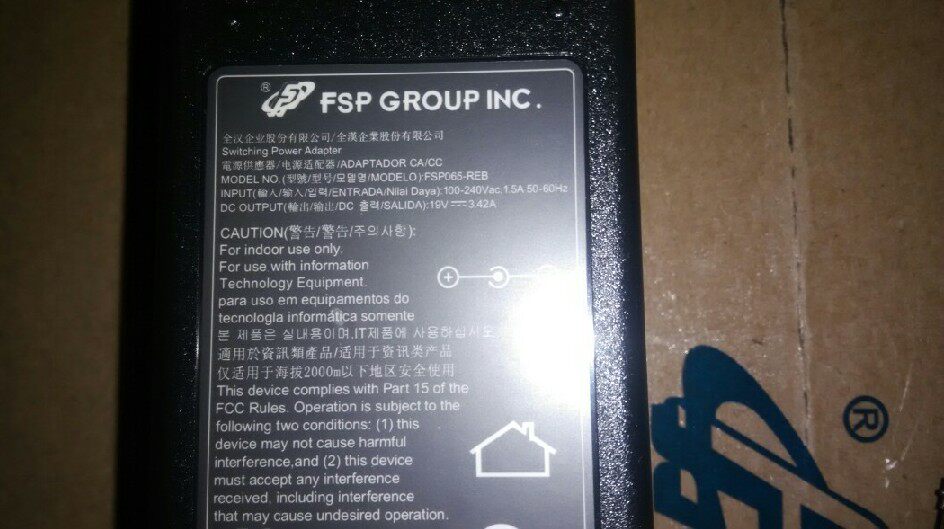 ® FSP GROUP INC.
全汉企业股份有限公司/全漢企業股份有限公司
Switching Power Adapter
電源供應器/电源适配器/ADAPTADOR CA/CC
MODEL NO.(型號/型号/모델명/MODELO):FSP065-REB
INPUT(輸入/输入/입력/ENTRADA/Nilai Daya):100-240Vac,1.5A 50-60Hz
DC OUTPUT(輸出/输出/DC 출력/SALIDA):19V 3.42A
CAUTION(警告/警告/주의사항):
For indoor use only.
For use with information
Technology Equipment.
para uso em equipamentos do
tecnologla informática somente
본 제품은 실내용이며,IT제품에 사용하십시오.
適用於資訊類產品/适用于资讯类产品
仅适用于海拔2000m以下地区安全使用
This device complies with Part 15 of the
FCC Rules. Operation is subject to the
following two conditions: (1) this
device may not cause harmful
interference,and (2) this device
must accept any interference
received, including interference
that may cause undesired operation.
®